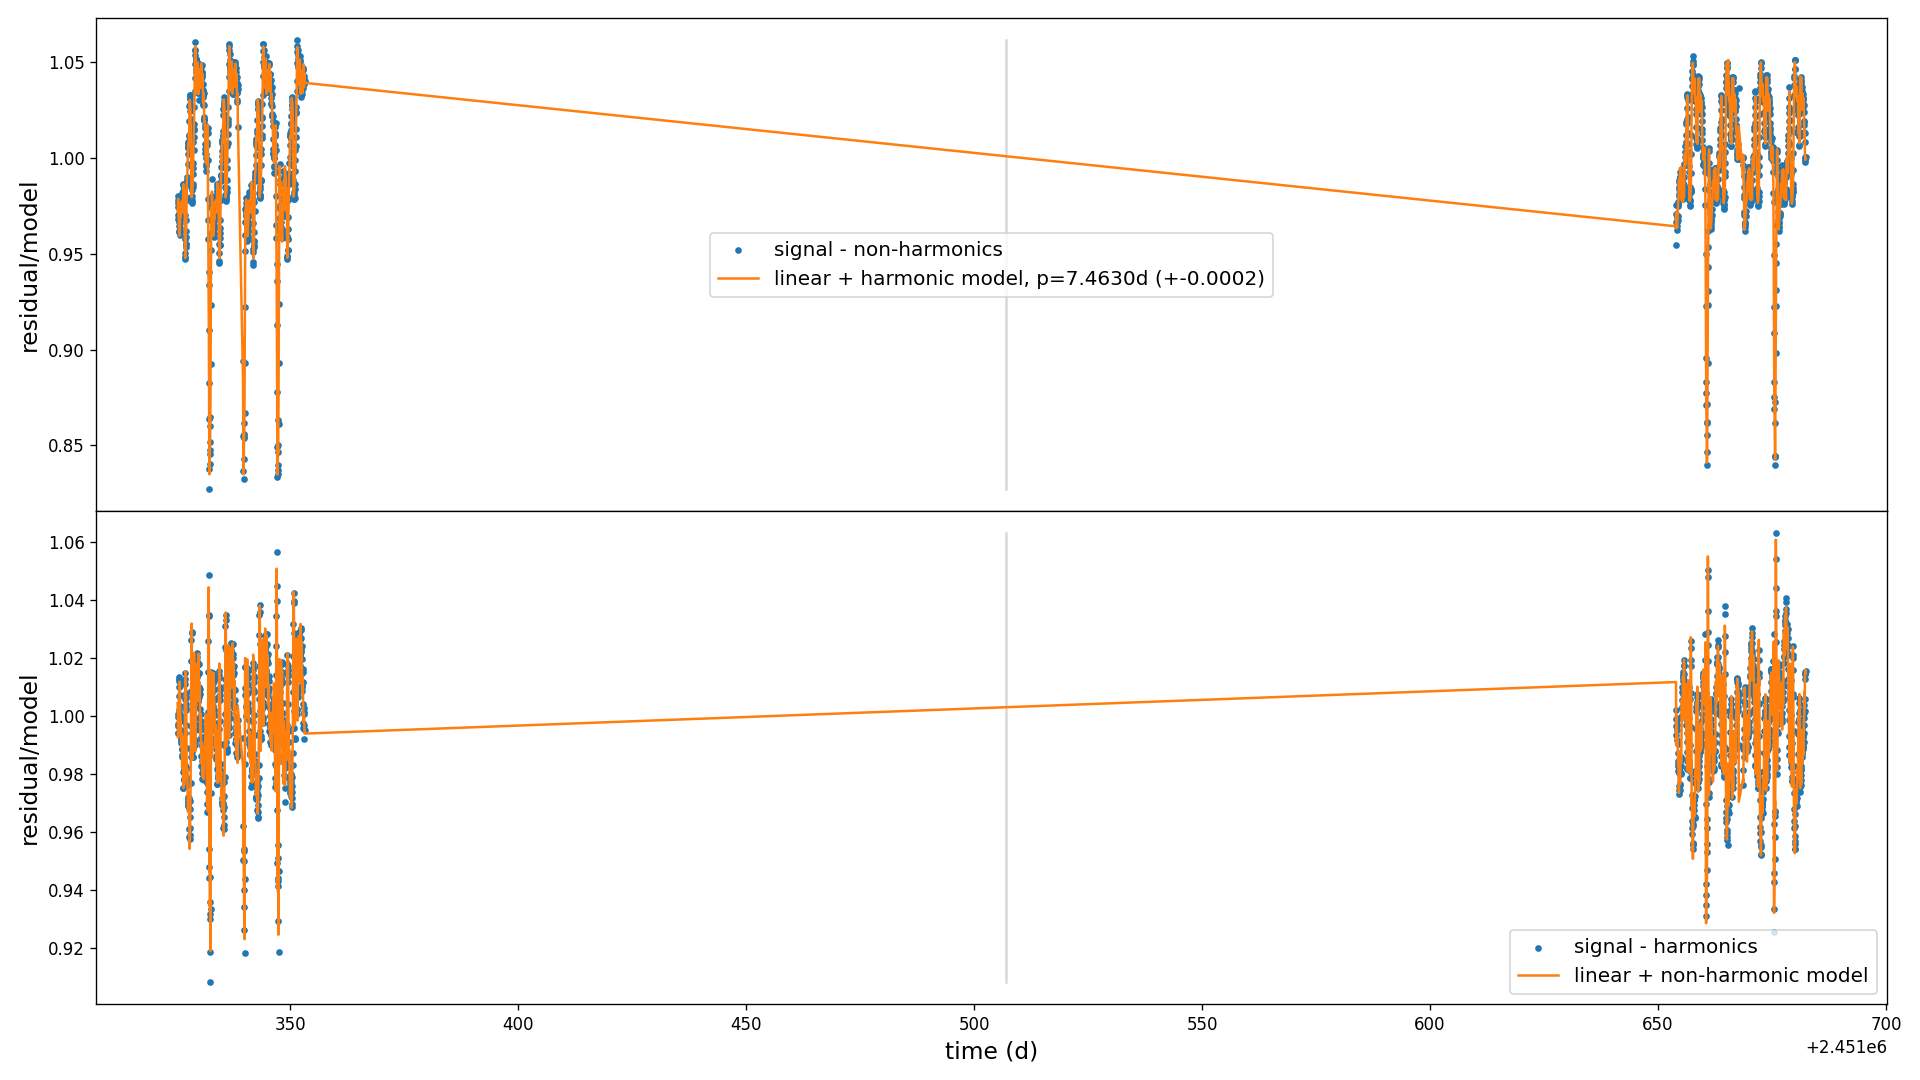 1.05
1.00
0.95
0.90
0.85
residual/model
signal - non-harmonics
linear + harmonic model, p=7.4630d (+-0.0002)
1.06
1.04
1.02
1.00
0.98
0.96
0.94
0.92
residual/model
signal - harmonics
linear + non-harmonic model
350 400 450 500 550 600 650 700
time (d)
+2.451e6